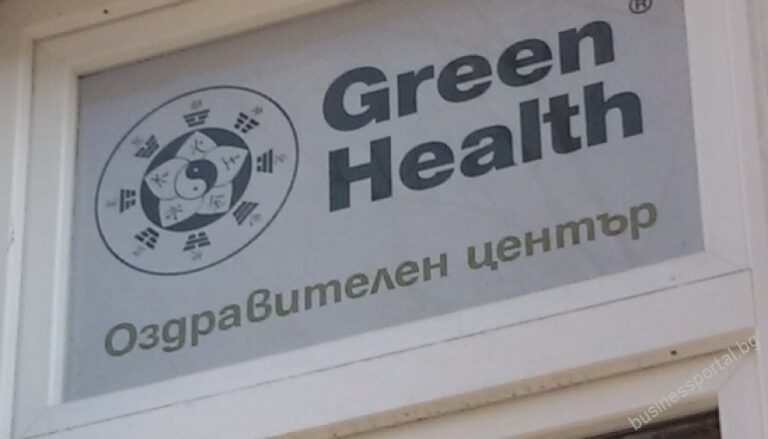 Green ®
Health
Оздравителен център
businessportal.bg